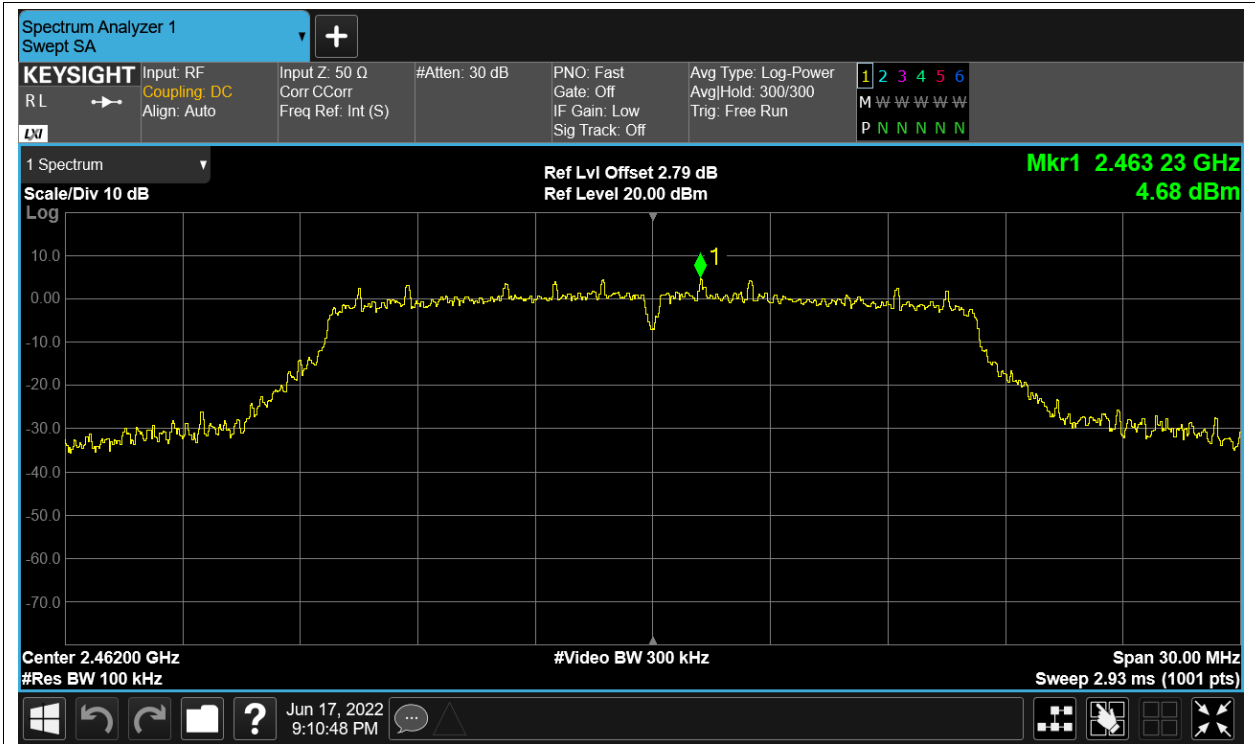 Spectrum Analyzer 1
Swept SA
KEYSIGHT
RL
LXI
Input: RF
Coupling: DC
Align: Auto
Input Z: 50 Ω
Corr CCorr
Freq Ref: Int (S)
#Atten: 30 dB
PNO: Fast
Gate: Off
IF Gain: Low
Sig Track: Off
Avg Type: Log-Power
Avg|Hold: 300/300
Trig: Free Run
1 2 3 4 5 6
M W W W W W
P N N N N N
1 Spectrum
Scale/Div 10 dB
Ref Lvl Offset 2.79 dB
Ref Level 20.00 dBm
Mkr1 2.463 23 GHz
4.68 dBm
Log
1
10.0
0.00
-10.0
-20.0
-30.0
-40.0
-50.0
-60.0
-70.0
Center 2.46200 GHz
#Video BW 300 kHz
Span 30.00 MHz
#Res BW 100 kHz
Sweep 2.93 ms (1001 pts)
?
Jun 17, 2022
9:10:48 PM